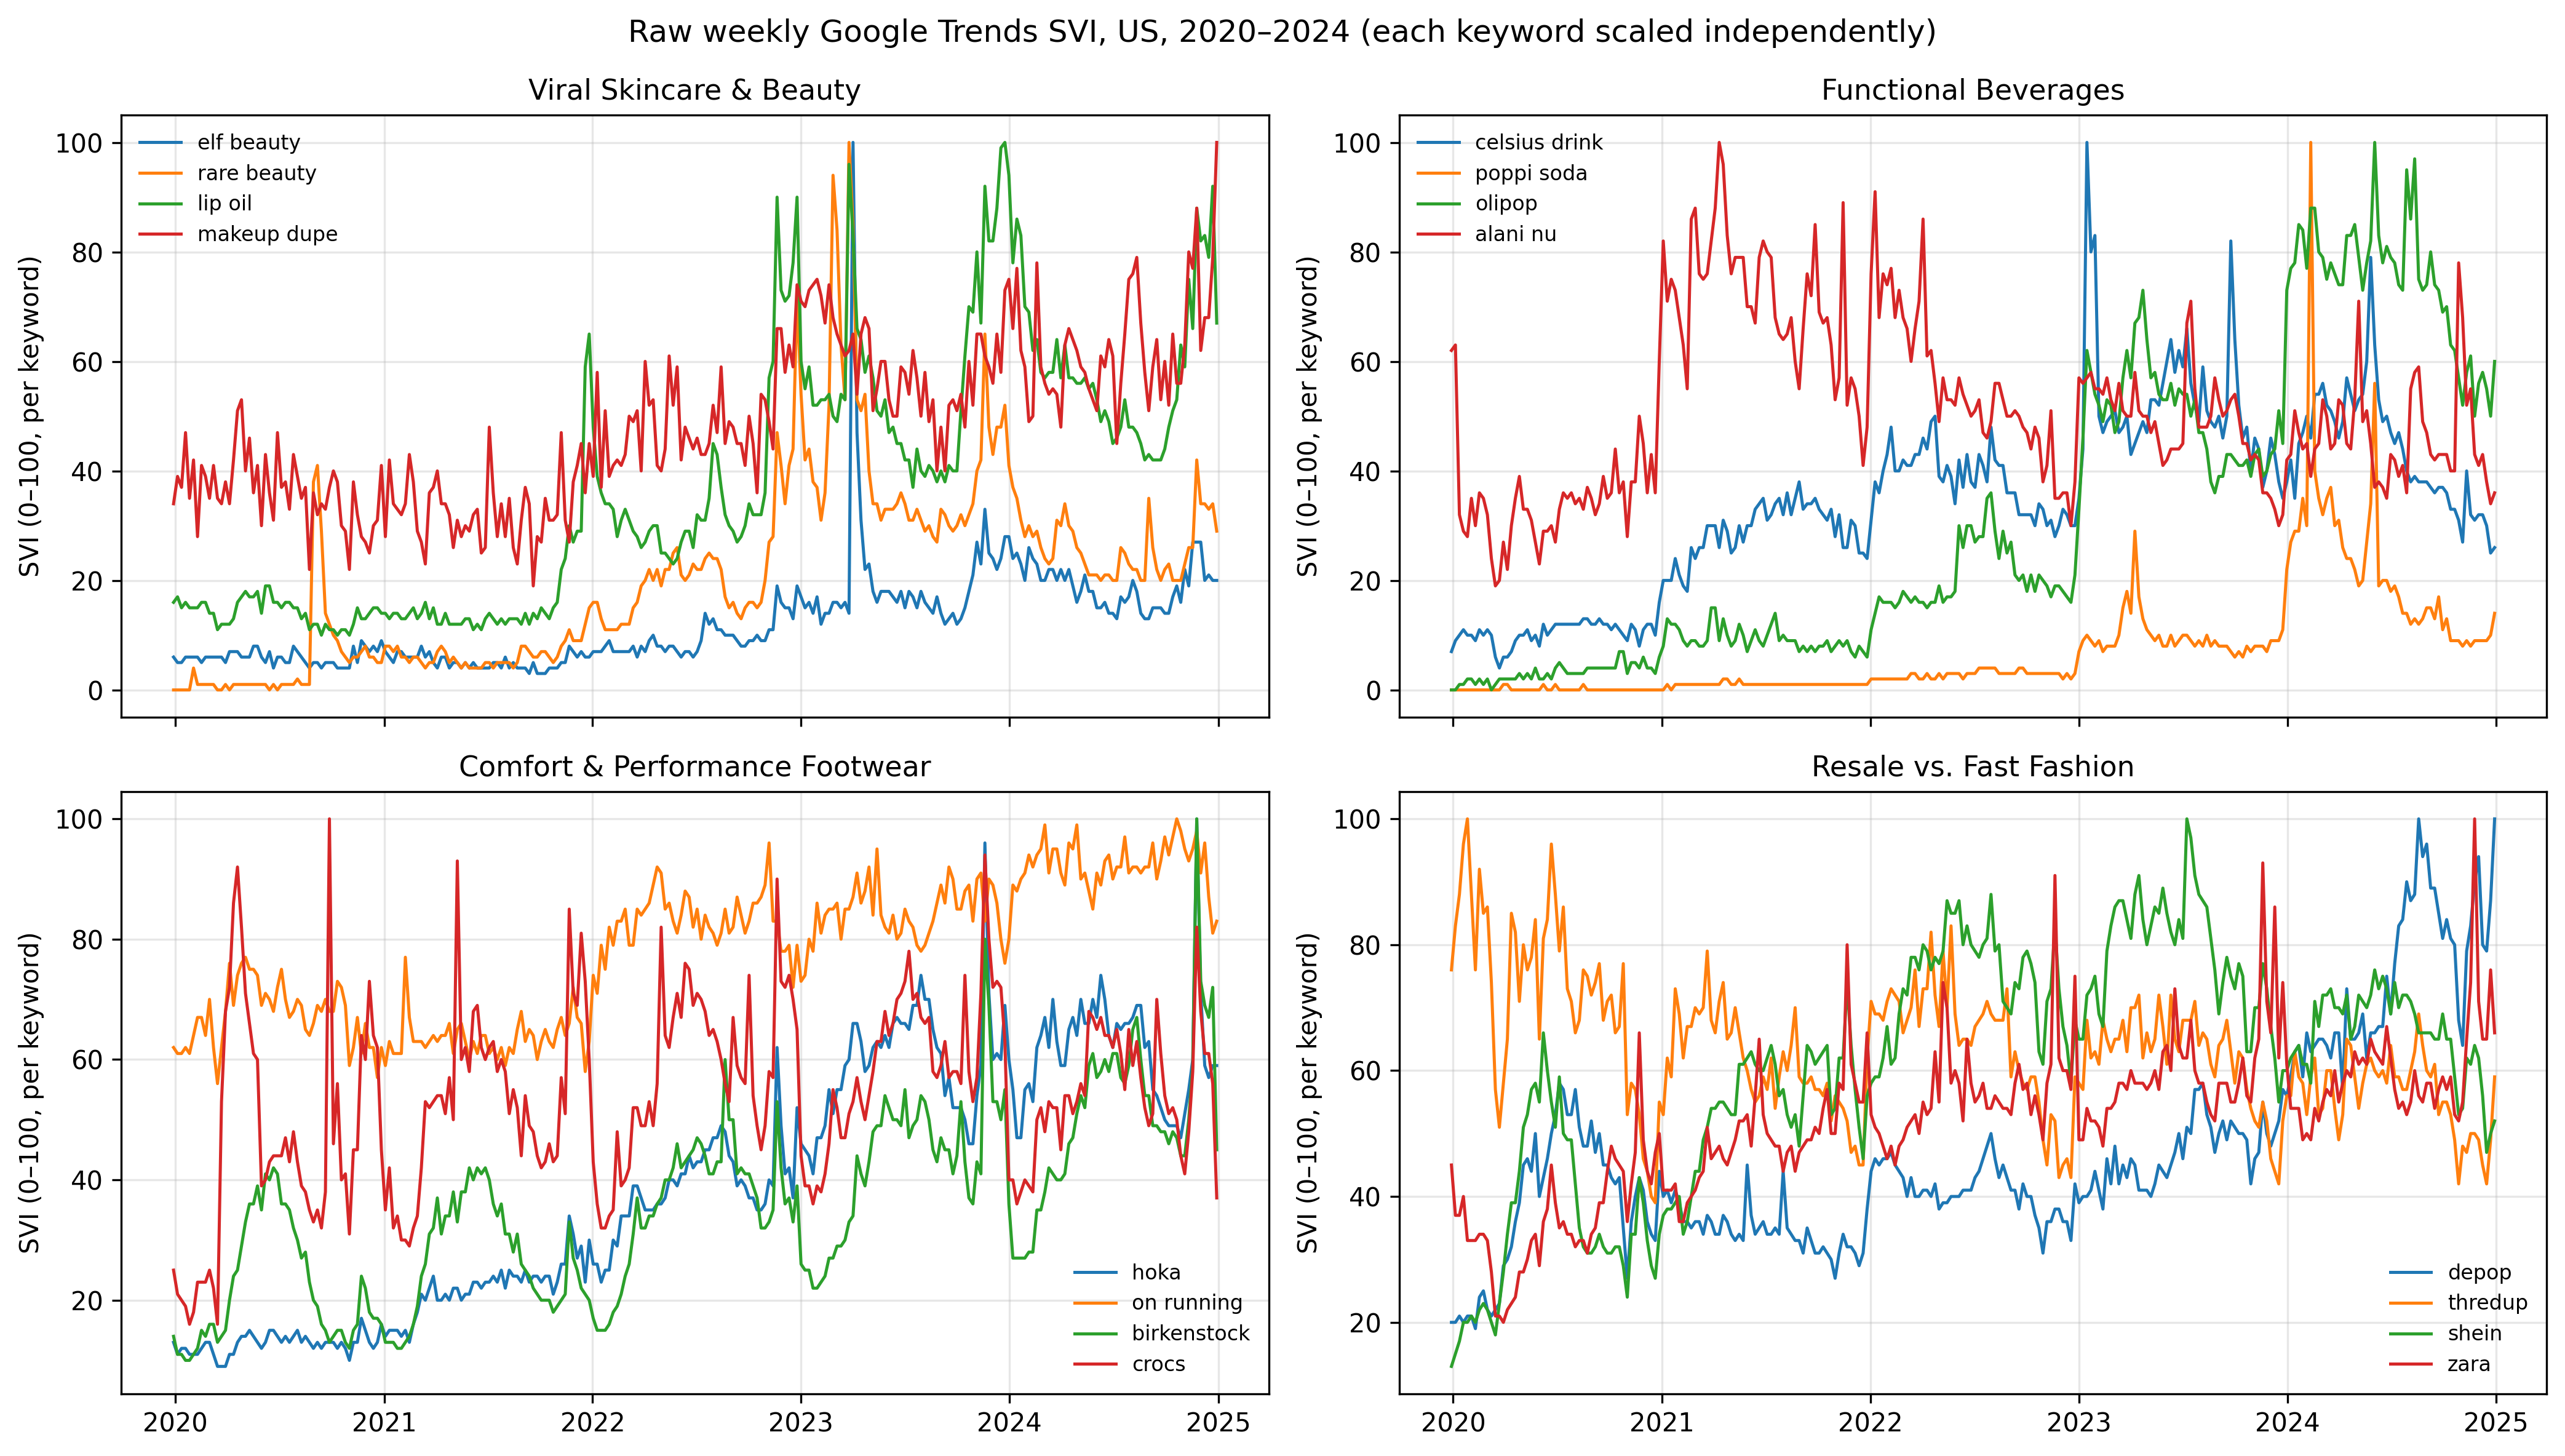 Raw weekly Google Trends SVI, US, 2020–2024 (each keyword scaled independently)
Viral Skincare & Beauty
SVI (0–100, per keyword)
100
80
60
40
20
0
elf beauty
rare beauty
lip oil
makeup dupe
Functional Beverages
SVI (0–100, per keyword)
100
80
60
40
20
0
celsius drink
poppi soda
olipop
alani nu
Comfort & Performance Footwear
SVI (0–100, per keyword)
100
80
60
40
20
hoka
on running
birkenstock
crocs
2020 2021 2022 2023 2024 2025
Resale vs. Fast Fashion
SVI (0–100, per keyword)
100
80
60
40
20
depop
thredup
shein
zara
2020 2021 2022 2023 2024 2025